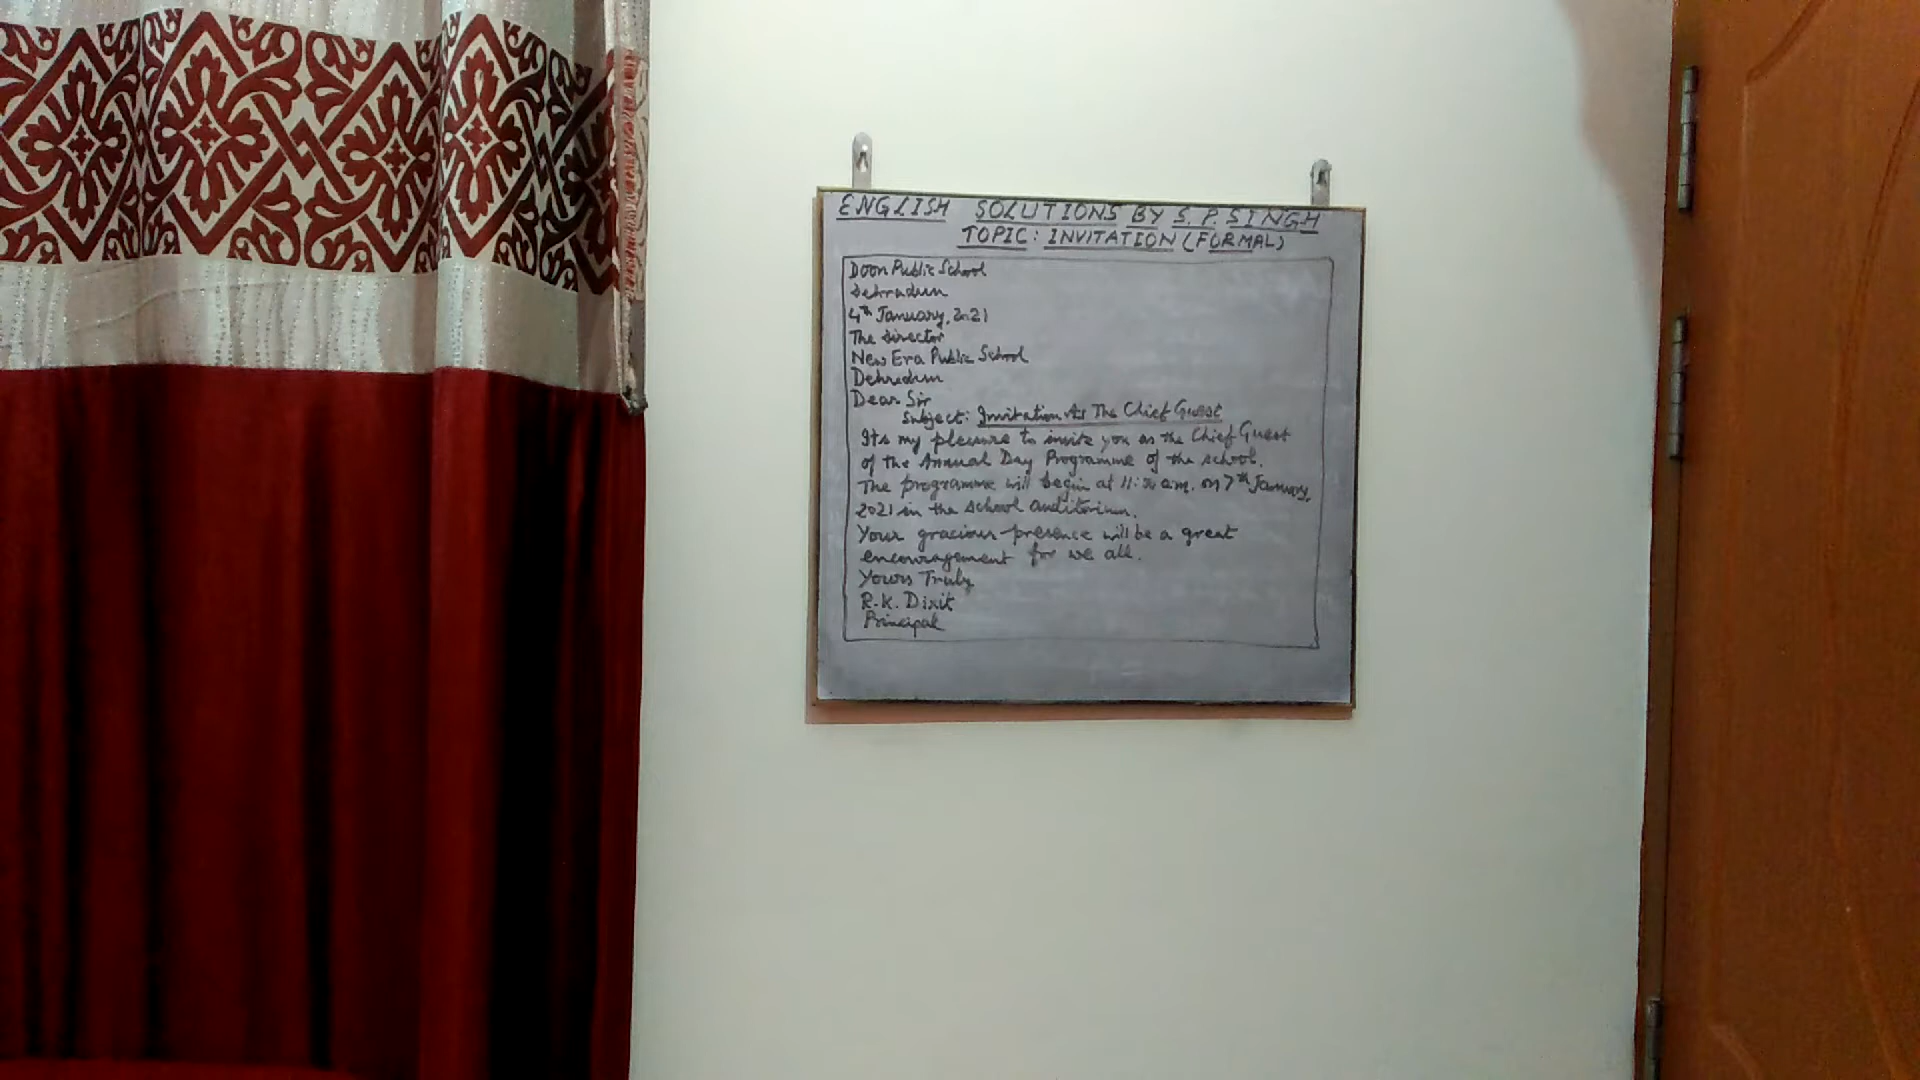 ENGLISH SOLUTIONS BY S. P. SINGH
TOPIC: INVITATION (FORMAL)
Doon Public School
Dehradun
4th January, 2021
The Director
New Era Public School
Dehradun
Dear Sir
Subject: Invitation As The Chief Guest
Its my pleasure to invite you as the Chief Guest
of the Annual Day Programme of the school.
The programme will begin at a.m. on 7th January,
2021 in the school auditorium.
Your gracious presence will be a great
encouragement for we all.
Yours Truly
R.K. Dixit
Principal